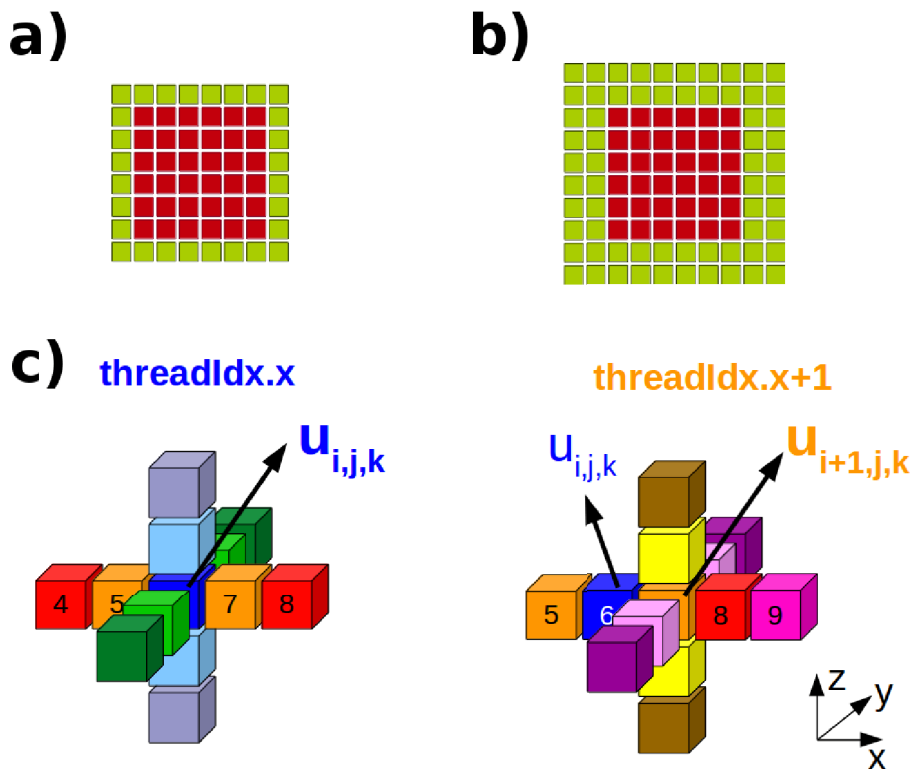 a)
b)
c)
threadIdx.x
threadIdx.x+1
u i,j,k
u i,j,k
u i+1,j,k
4 5 7 8
5 6 8 9
z
y
x